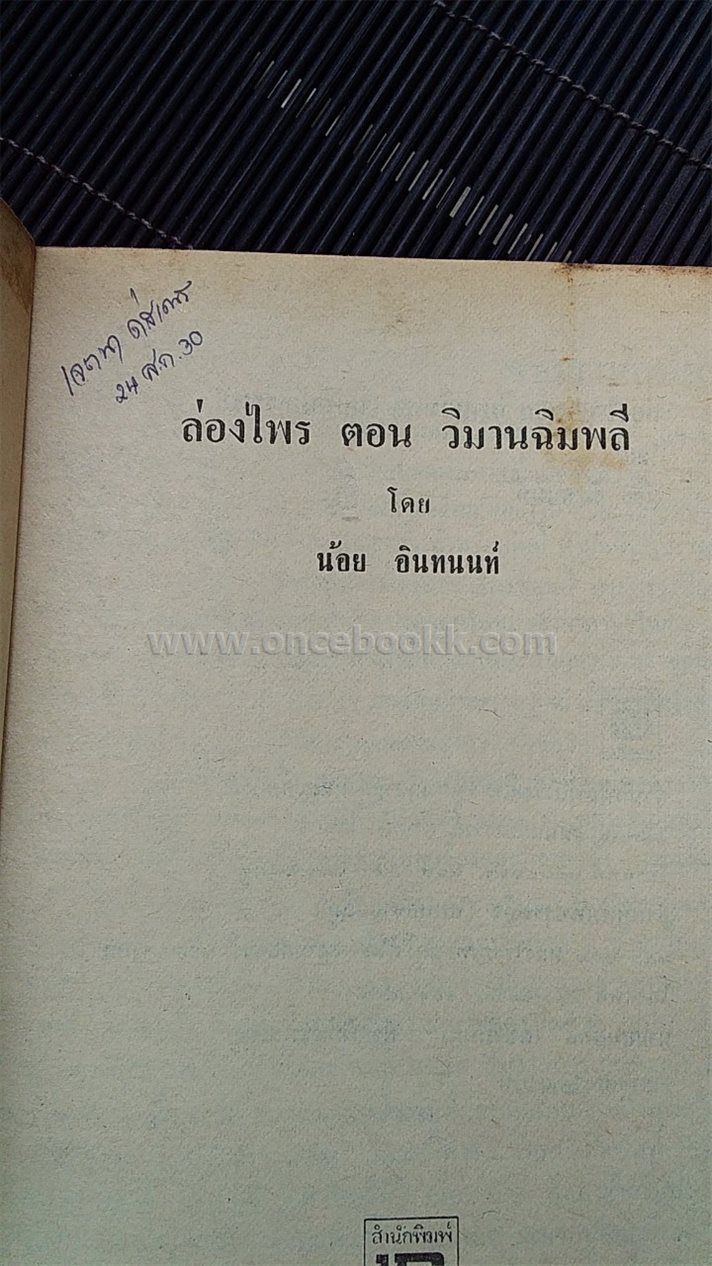 24 ส.ค. 30
ล่องไพร ตอน วิมานฉิมพลี
โดย
น้อย อินทนนท์
www.oncebookk.com
สำนักพิมพ์